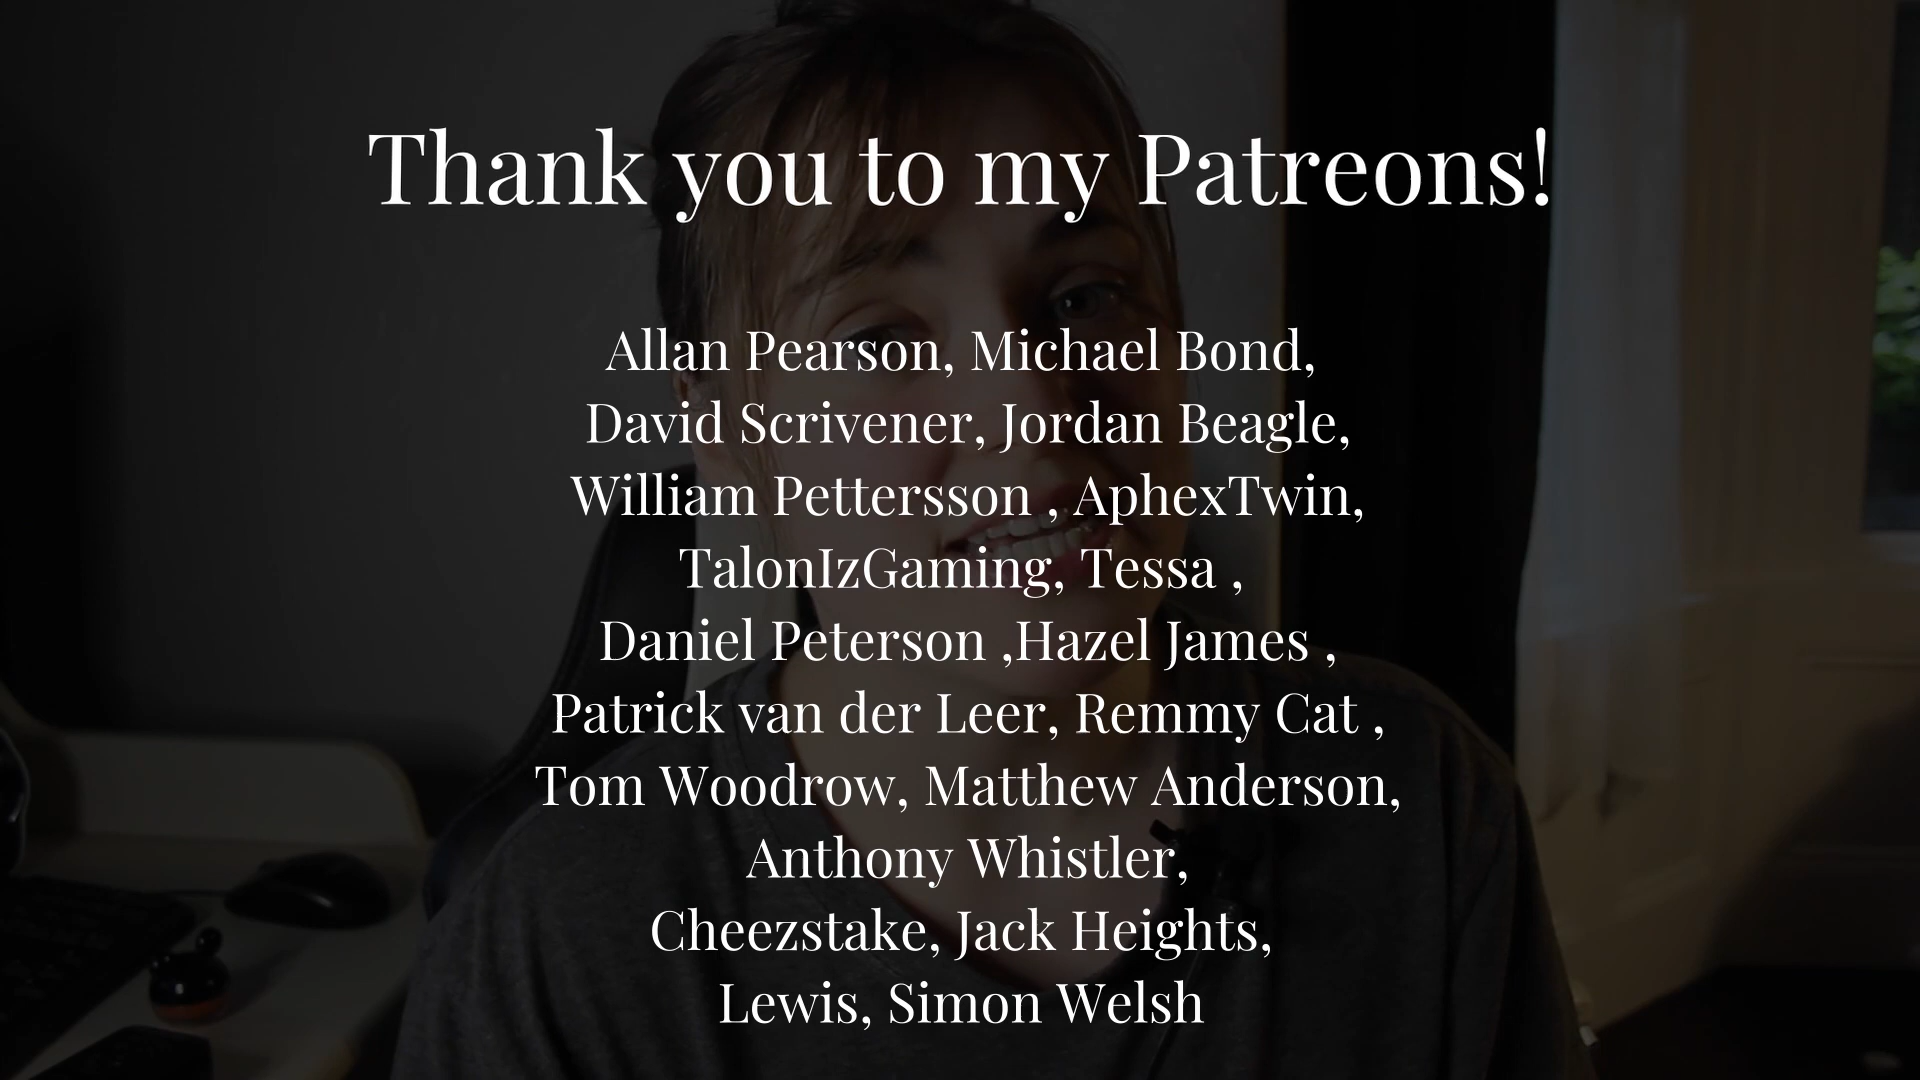 Thank you to my Patreons!
Allan Pearson, Michael Bond,
David Scrivener, Jordan Beagle,
William Pettersson , AphexTwin,
TalonIzGaming, Tessa ,
Daniel Peterson ,Hazel James ,
Patrick van der Leer, Remmy Cat ,
Tom Woodrow, Matthew Anderson,
Anthony Whistler,
Cheezstake, Jack Heights,
Lewis, Simon Welsh